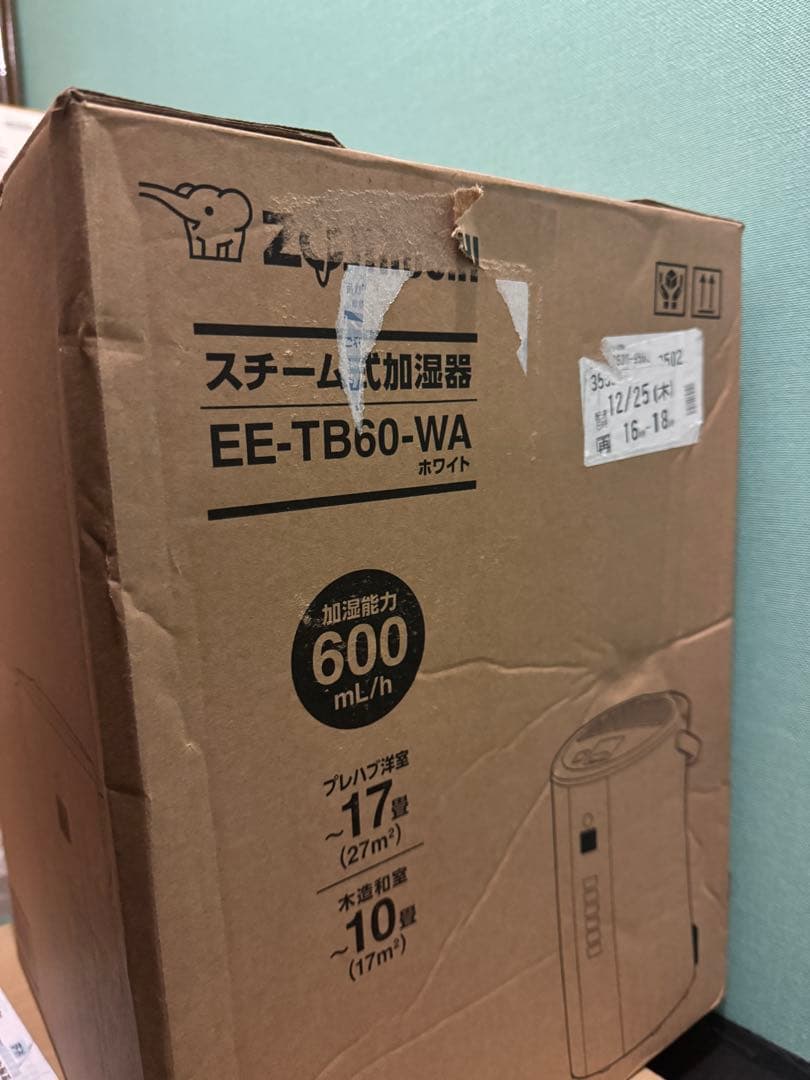 スチーム式加湿器
EE-TB60-WA
ホワイト
12/25(木)
再
16 - 18
加湿能力
600
mL/h
プレハブ洋室
～17畳
(27m²)
木造和室
～10畳
(17m²)